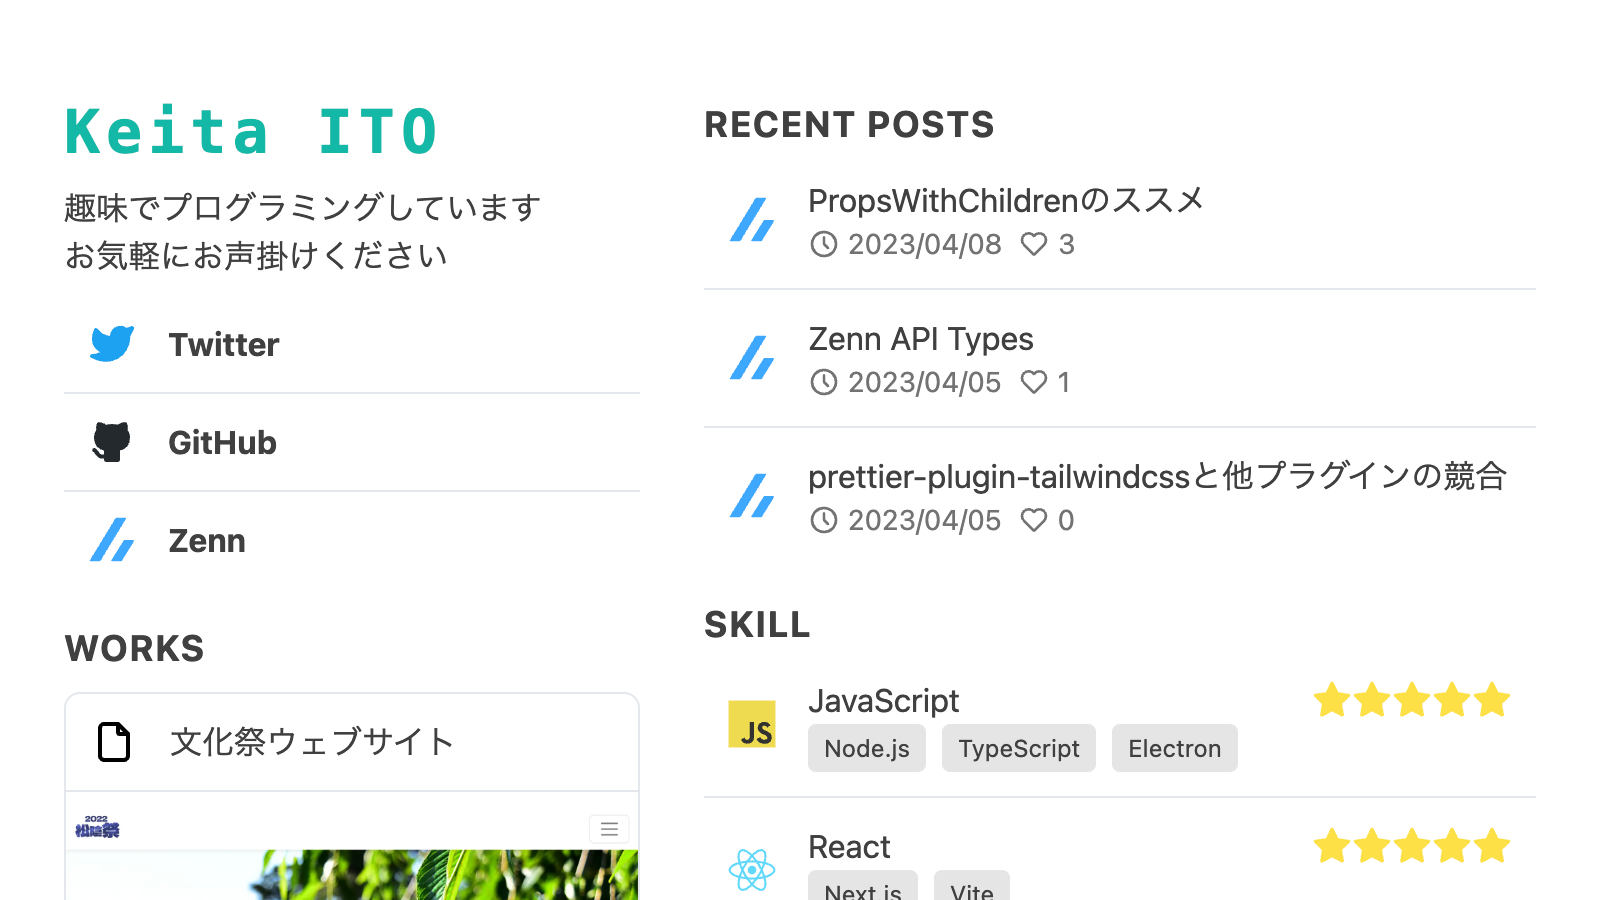 Keita ITO
趣味でプログラミングしています
お気軽にお声掛けください
Twitter
GitHub
Zenn
WORKS
文化祭ウェブサイト
2022
松陵祭
RECENT POSTS
PropsWithChildrenのススメ
2023/04/08 3
Zenn API Types
2023/04/05 1
prettier-plugin-tailwindcssと他プラグインの競合
2023/04/05 0
SKILL
JS
JavaScript
Node.js TypeScript Electron
React
Next.js Vite